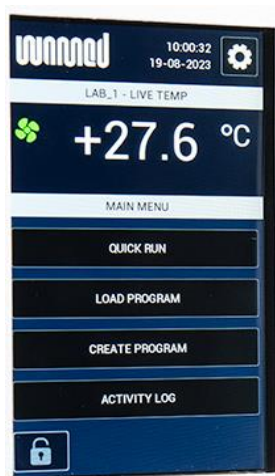 10:00:32
19-08-2023
LAB_1 - LIVE TEMP
+27.6 °C
MAIN MENU
QUICK RUN
LOAD PROGRAM
CREATE PROGRAM
ACTIVITY LOG